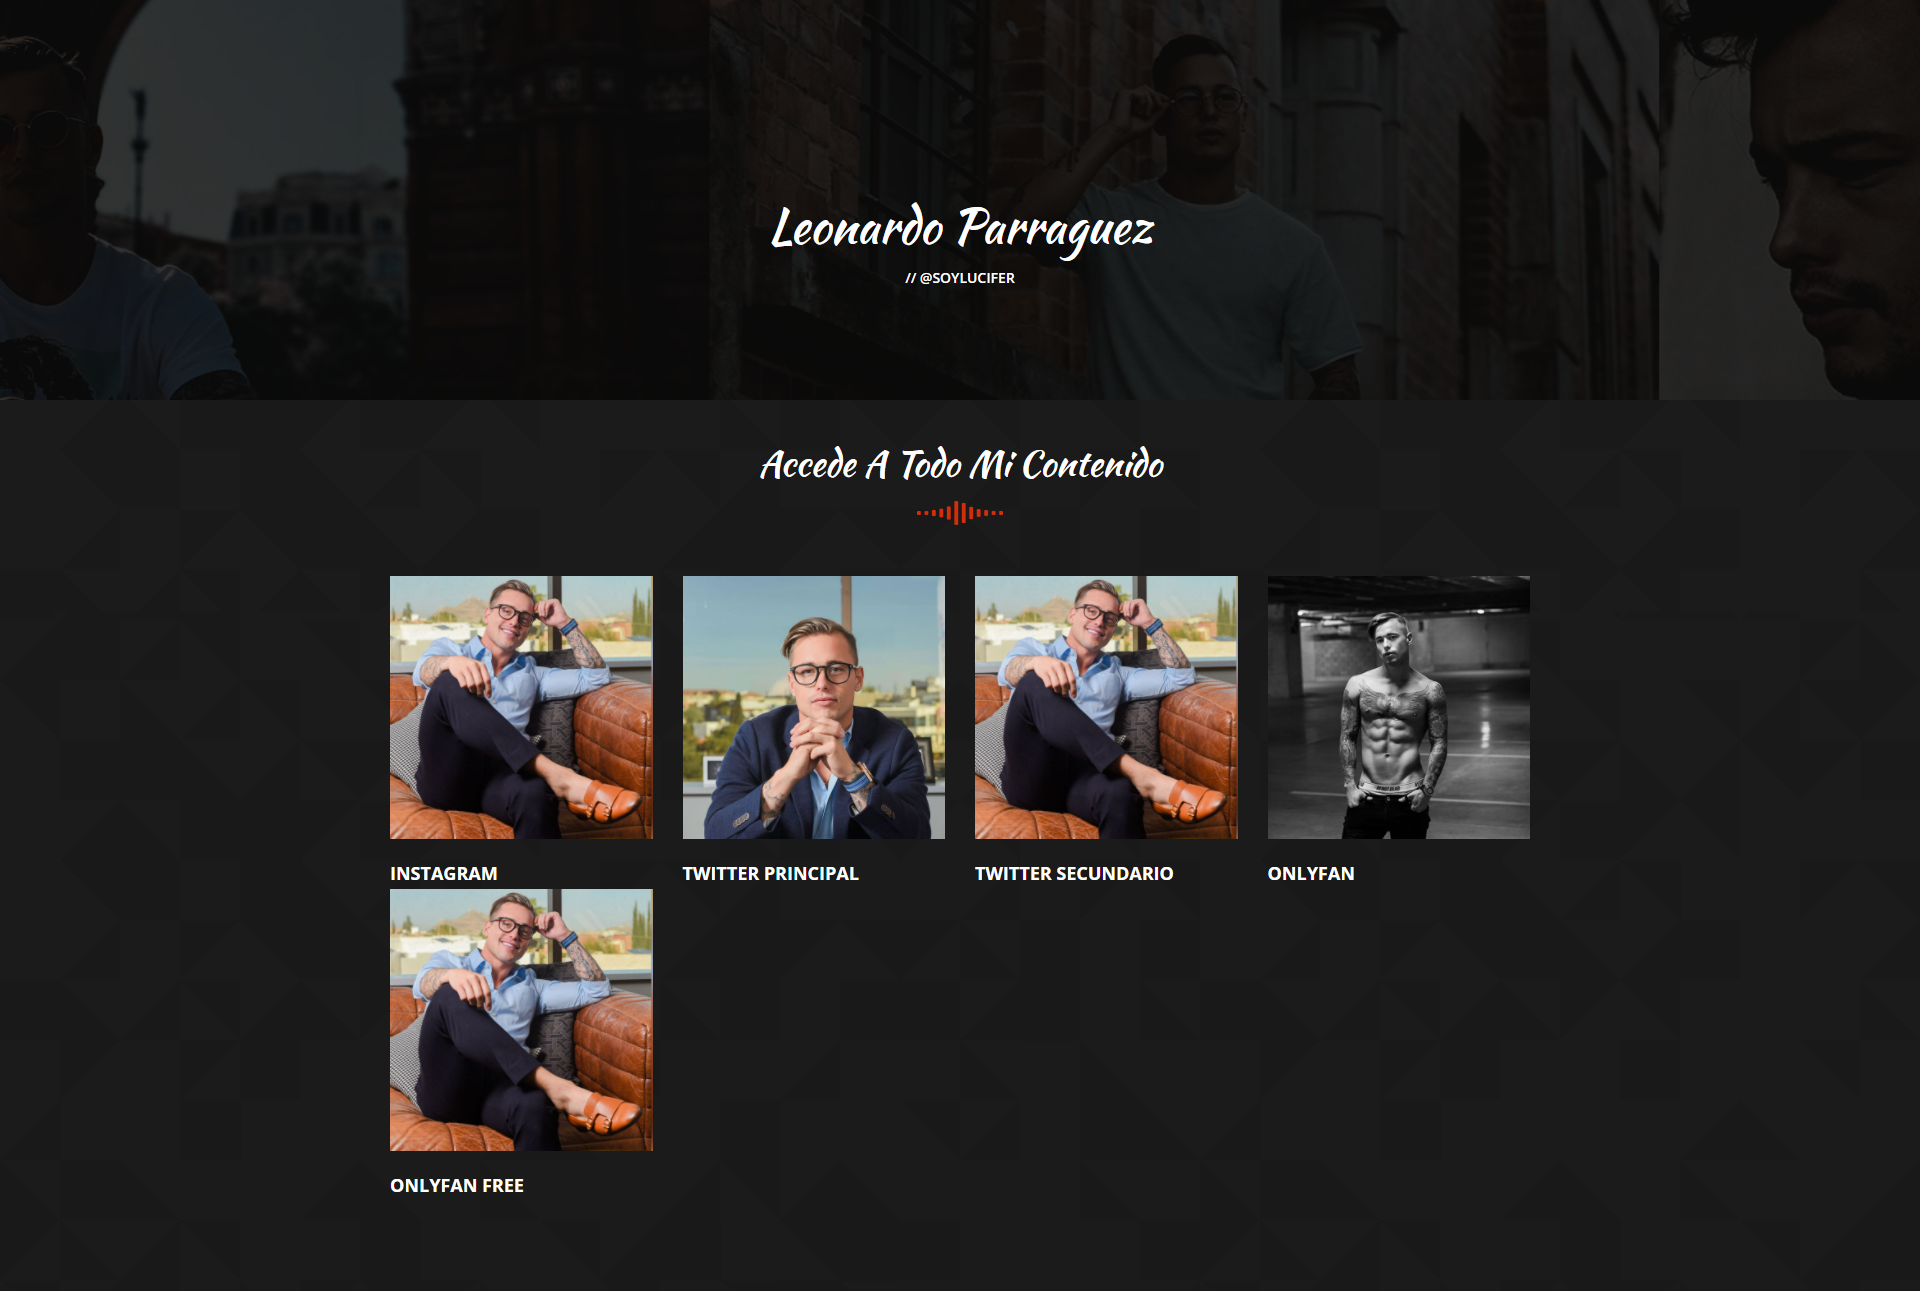 Leonardo Parraguez
// @SOYLUCIFER
Accede A Todo Mi Contenido
INSTAGRAM
TWITTER PRINCIPAL
TWITTER SECUNDARIO
ONLYFAN
ONLYFAN FREE